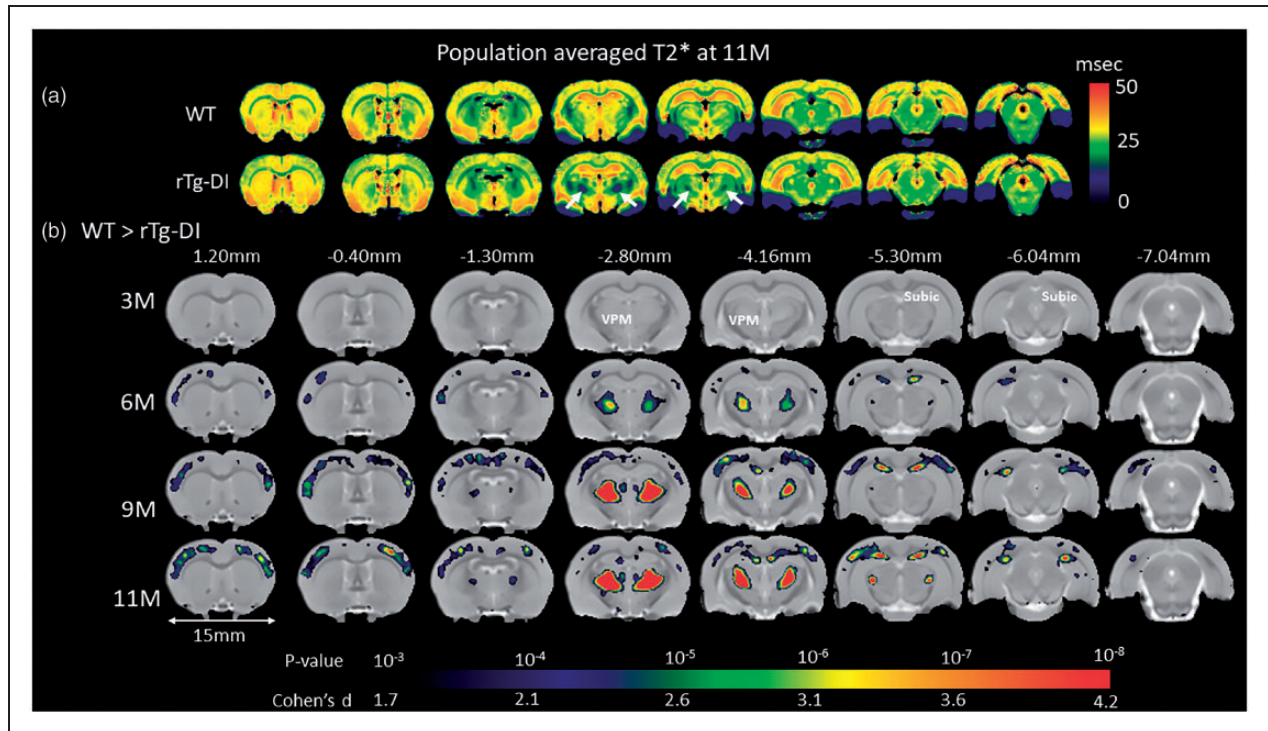 Population averaged T2* at 11M
msec
(a)
WT
50
25
rTg-DI
0
(b) WT > rTg-DI
1.20mm -0.40mm -1.30mm -2.80mm -4.16mm -5.30mm -6.04mm -7.04mm
3M
VPM VPM Subic Subic
6M
9M
11M
15mm
P-value 10-3 10-4 10-5 10-6 10-7 10-8
Cohen's d 1.7 2.1 2.6 3.1 3.6 4.2